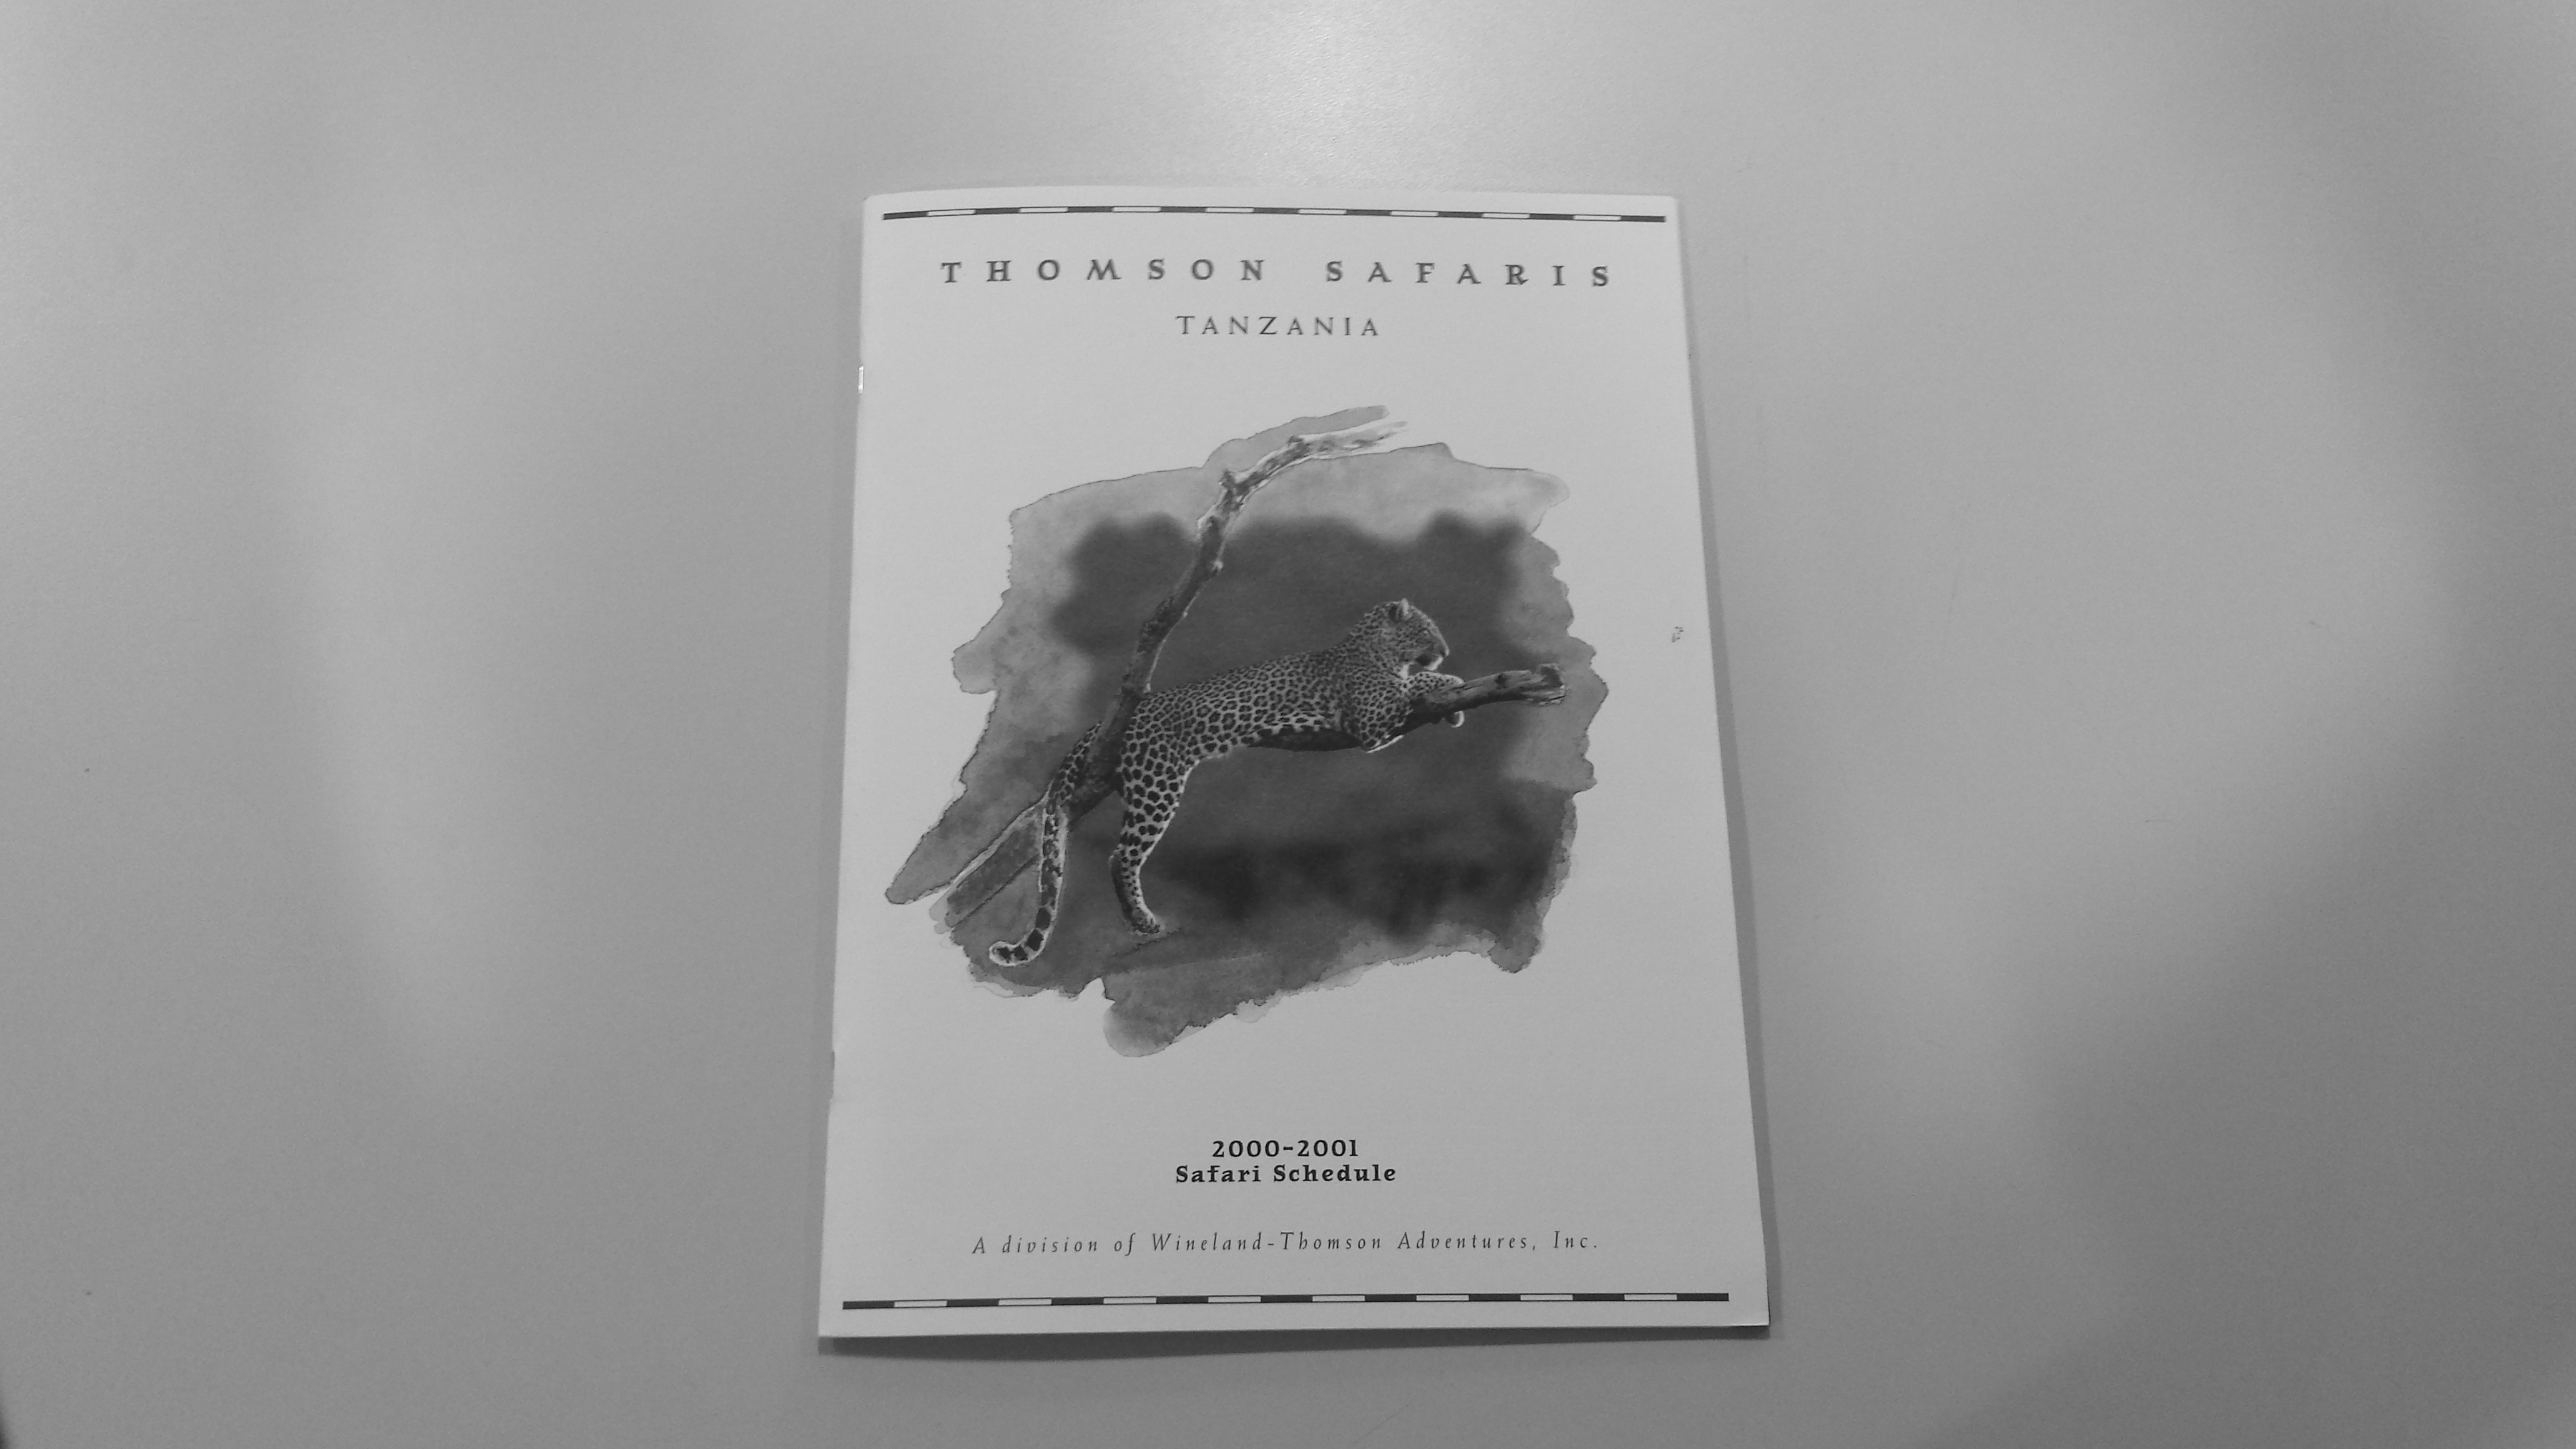 THOMSON SAFARIS
TANZANIA
2000-2001
Safari Schedule
A division of Wineland-Thomson Adventures, Inc.